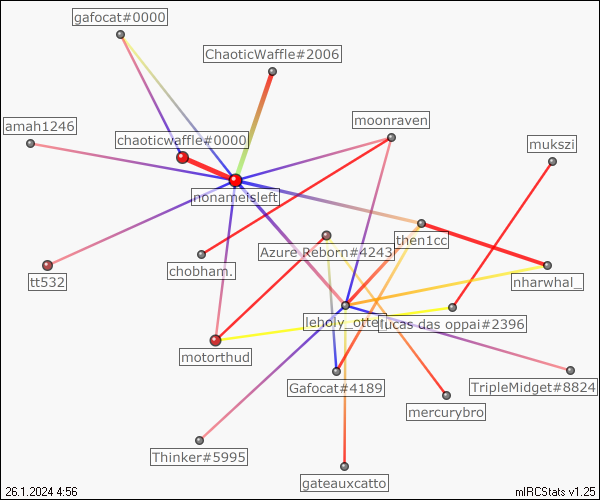 gafocat#0000
ChaoticWaffle#2006
amah1246
moonraven
chaoticwaffle#0000
mukszi
nonameisleft
then1cc
Azure Reborn#4243
chobham.
tt532
nharwhal_
leholy_otte
lucas das oppai#2396
motorthud
Gafocat#4189
TripleMidget#8824
mercurybro
Thinker#5995
gateauxcatto
26.1.2024 4:56
mIRCStats v1.25